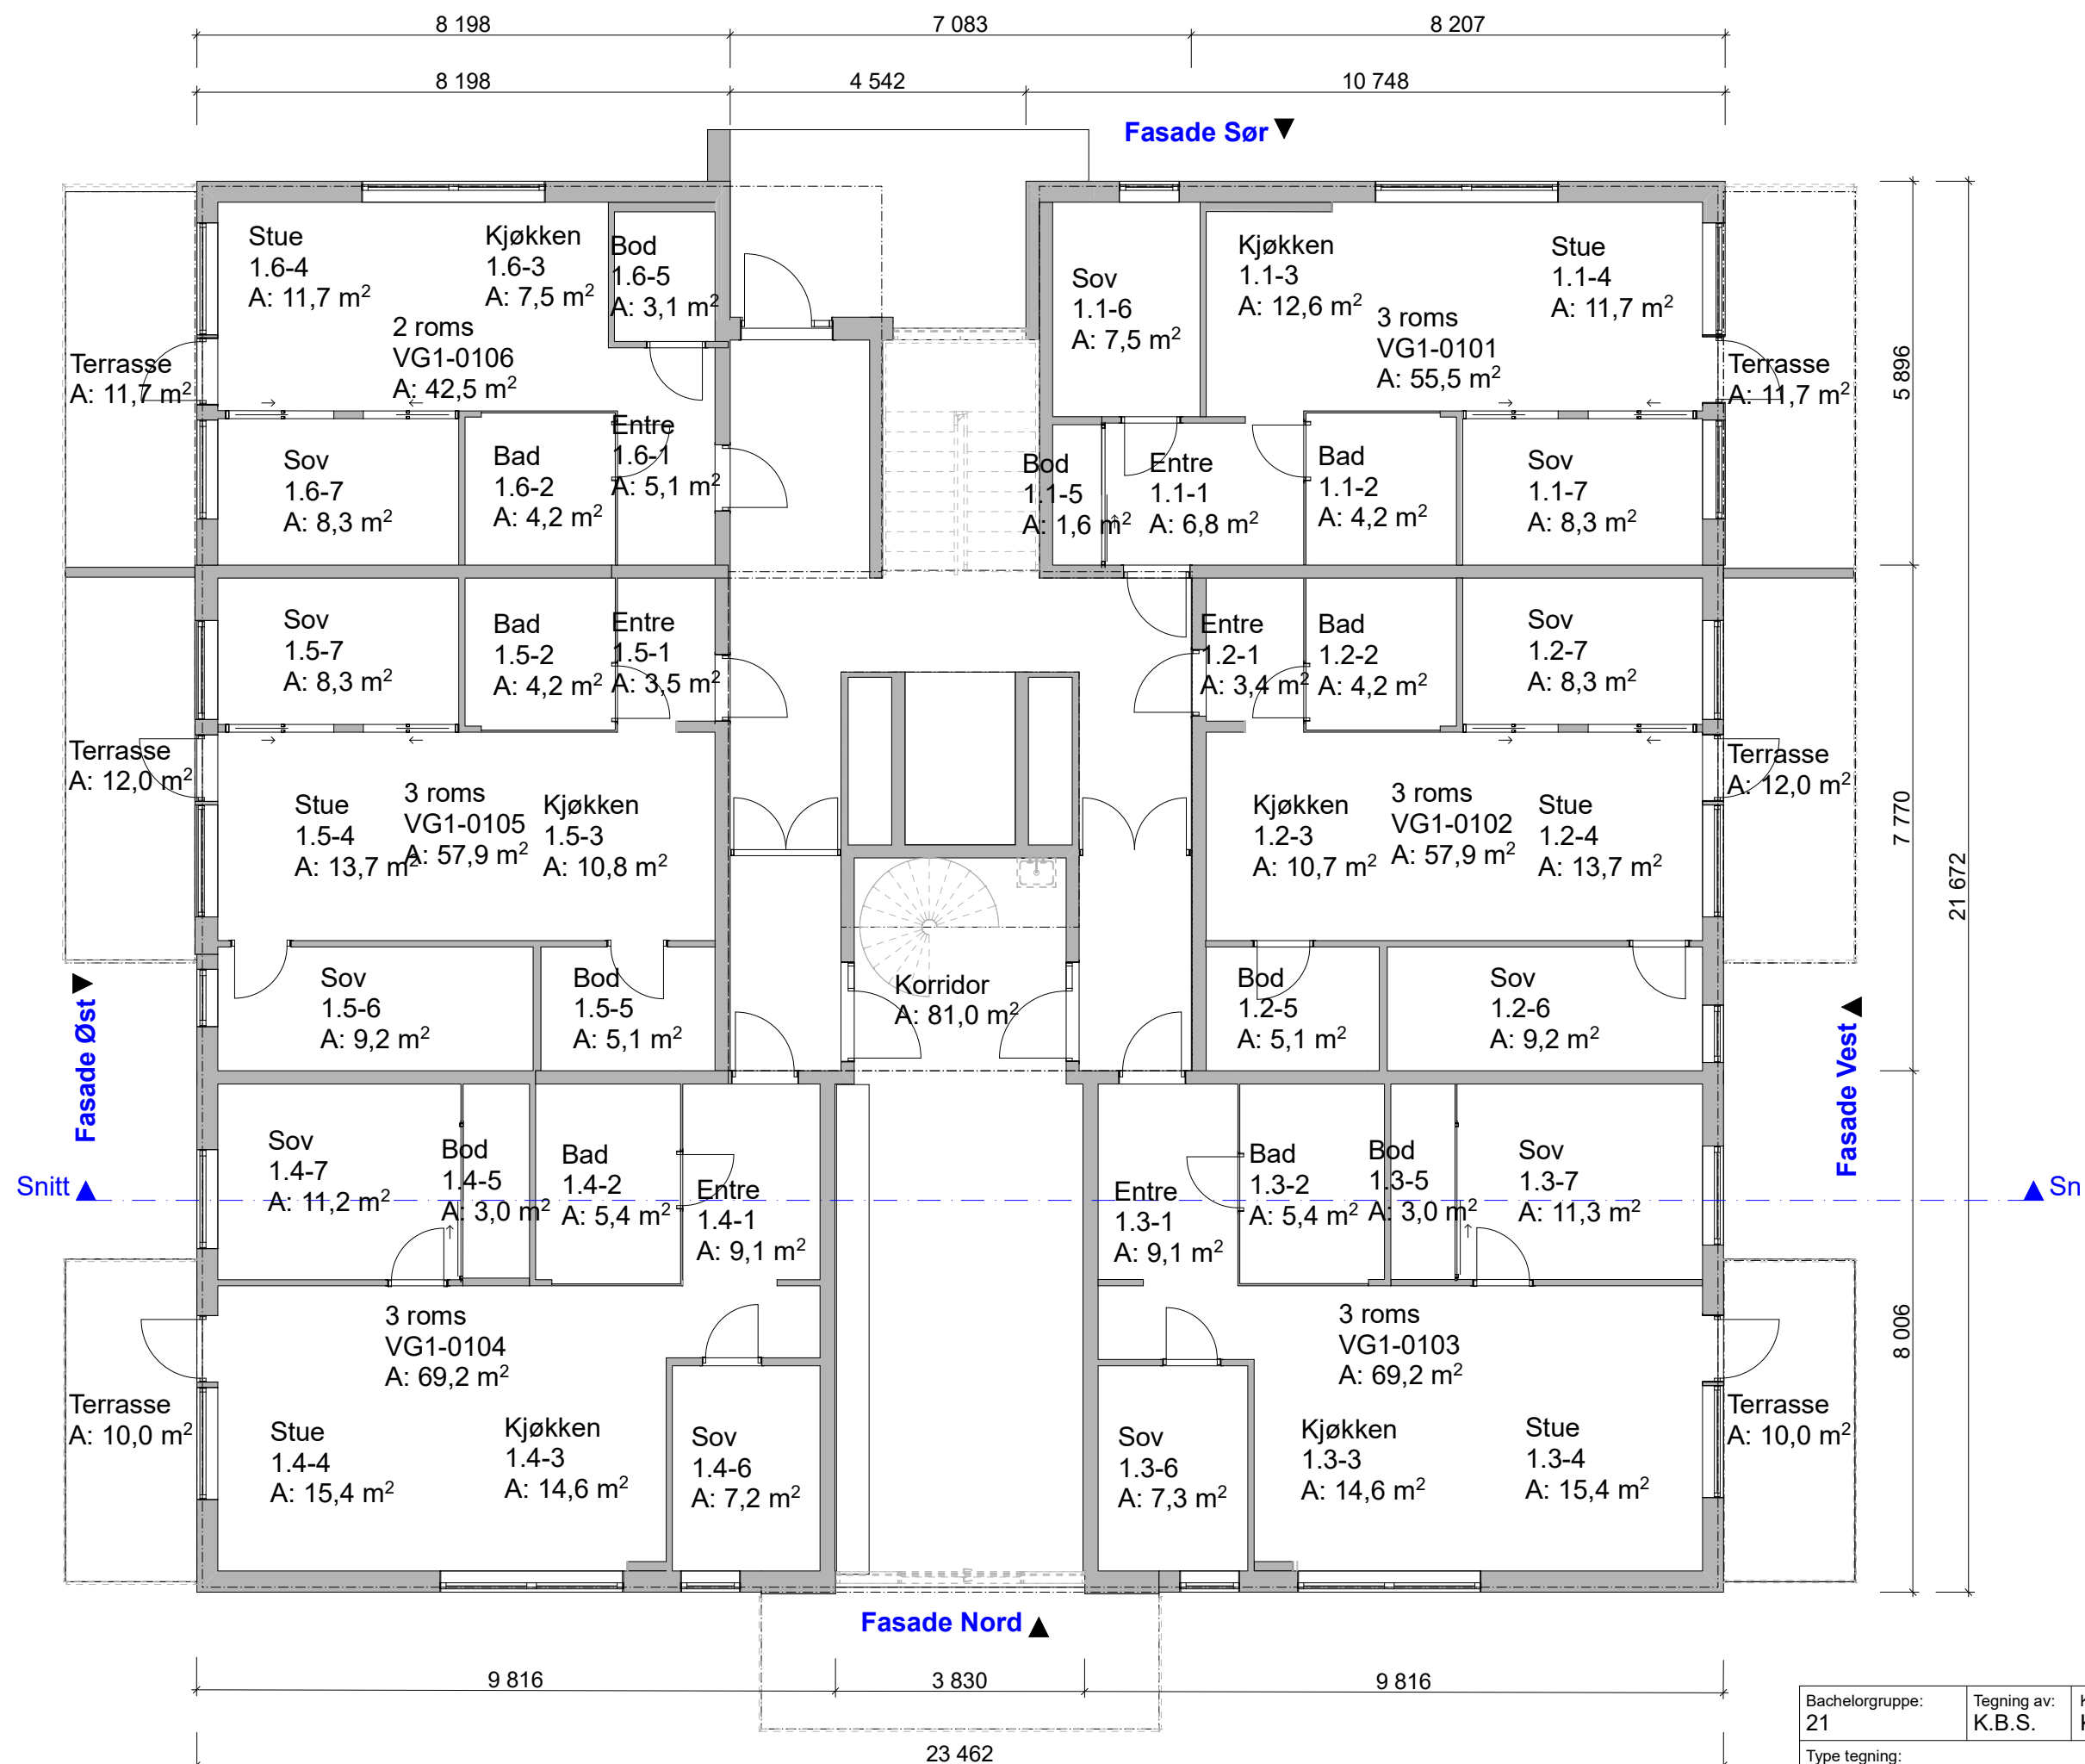 8 198
7 083
8 207
8 198
4 542
10 748
Fasade Sør
Stue
1.6-4
A: 11,7 m²
Kjøkken
1.6-3
A: 7,5 m²
Bod
1.6-5
A: 3,1 m²
2 roms
VG1-0106
A: 42,5 m²
Terrasse
A: 11,7 m²
Sov
1.6-7
A: 8,3 m²
Bad
1.6-2
A: 4,2 m²
Entre
1.6-1
A: 5,1 m²
Sov
1.1-6
A: 7,5 m²
Kjøkken
1.1-3
A: 12,6 m²
Stue
1.1-4
A: 11,7 m²
3 roms
VG1-0101
A: 55,5 m²
Terrasse
A: 11,7 m²
Bod
1.1-5
A: 1,6 m²
Entre
1.1-1
A: 6,8 m²
Bad
1.1-2
A: 4,2 m²
Sov
1.1-7
A: 8,3 m²
5 896
Sov
1.5-7
A: 8,3 m²
Bad
1.5-2
A: 4,2 m²
Entre
1.5-1
A: 3,5 m²
Entre
1.2-1
A: 3,4 m²
Bad
1.2-2
A: 4,2 m²
Sov
1.2-7
A: 8,3 m²
Terrasse
A: 12,0 m²
Stue
1.5-4
A: 13,7 m²
3 roms
VG1-0105
A: 57,9 m²
Kjøkken
1.5-3
A: 10,8 m²
Kjøkken
1.2-3
A: 10,7 m²
3 roms
VG1-0102
A: 57,9 m²
Stue
1.2-4
A: 13,7 m²
Terrasse
A: 12,0 m²
7 770
21 672
Sov
1.5-6
A: 9,2 m²
Bod
1.5-5
A: 5,1 m²
Korridor
A: 81,0 m²
Bod
1.2-5
A: 5,1 m²
Sov
1.2-6
A: 9,2 m²
Fasade Øst
Fasade Vest
Sov
1.4-7
A: 11,2 m²
Bod
1.4-5
A: 3,0 m²
Bad
1.4-2
A: 5,4 m²
Entre
1.4-1
A: 9,1 m²
Entre
1.3-1
A: 9,1 m²
Bad
1.3-2
A: 5,4 m²
Bod
1.3-5
A: 3,0 m²
Sov
1.3-7
A: 11,3 m²
Snitt
Sn
3 roms
VG1-0104
A: 69,2 m²
3 roms
VG1-0103
A: 69,2 m²
8 006
Terrasse
A: 10,0 m²
Stue
1.4-4
A: 15,4 m²
Kjøkken
1.4-3
A: 14,6 m²
Sov
1.4-6
A: 7,2 m²
Sov
1.3-6
A: 7,3 m²
Kjøkken
1.3-3
A: 14,6 m²
Stue
1.3-4
A: 15,4 m²
Terrasse
A: 10,0 m²
Fasade Nord
9 816
3 830
9 816
23 462
Bachelorgruppe:
21
Tegning av:
K.B.S.
Type tegning: